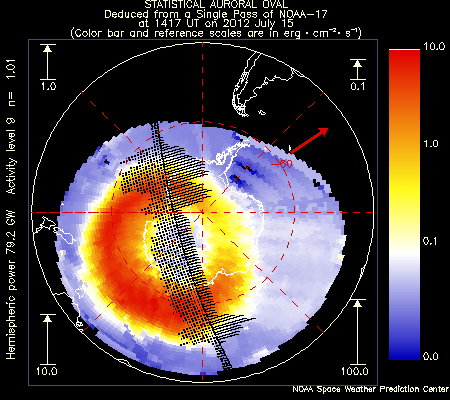 STATISTICAL AURORAL OVAL
Deduced from a Single Pass of NOAA-17
at 1417 UT on 2012 July 15
(Color bar and reference scales are in erg·cm⁻²·s⁻¹)
10.0
1.0
0.1
1.0
0.1
0.0
Hemispheric power 79.2 GW Activity level 9 n= 1.01
10.0
100.0
NOAA Space Weather Prediction Center